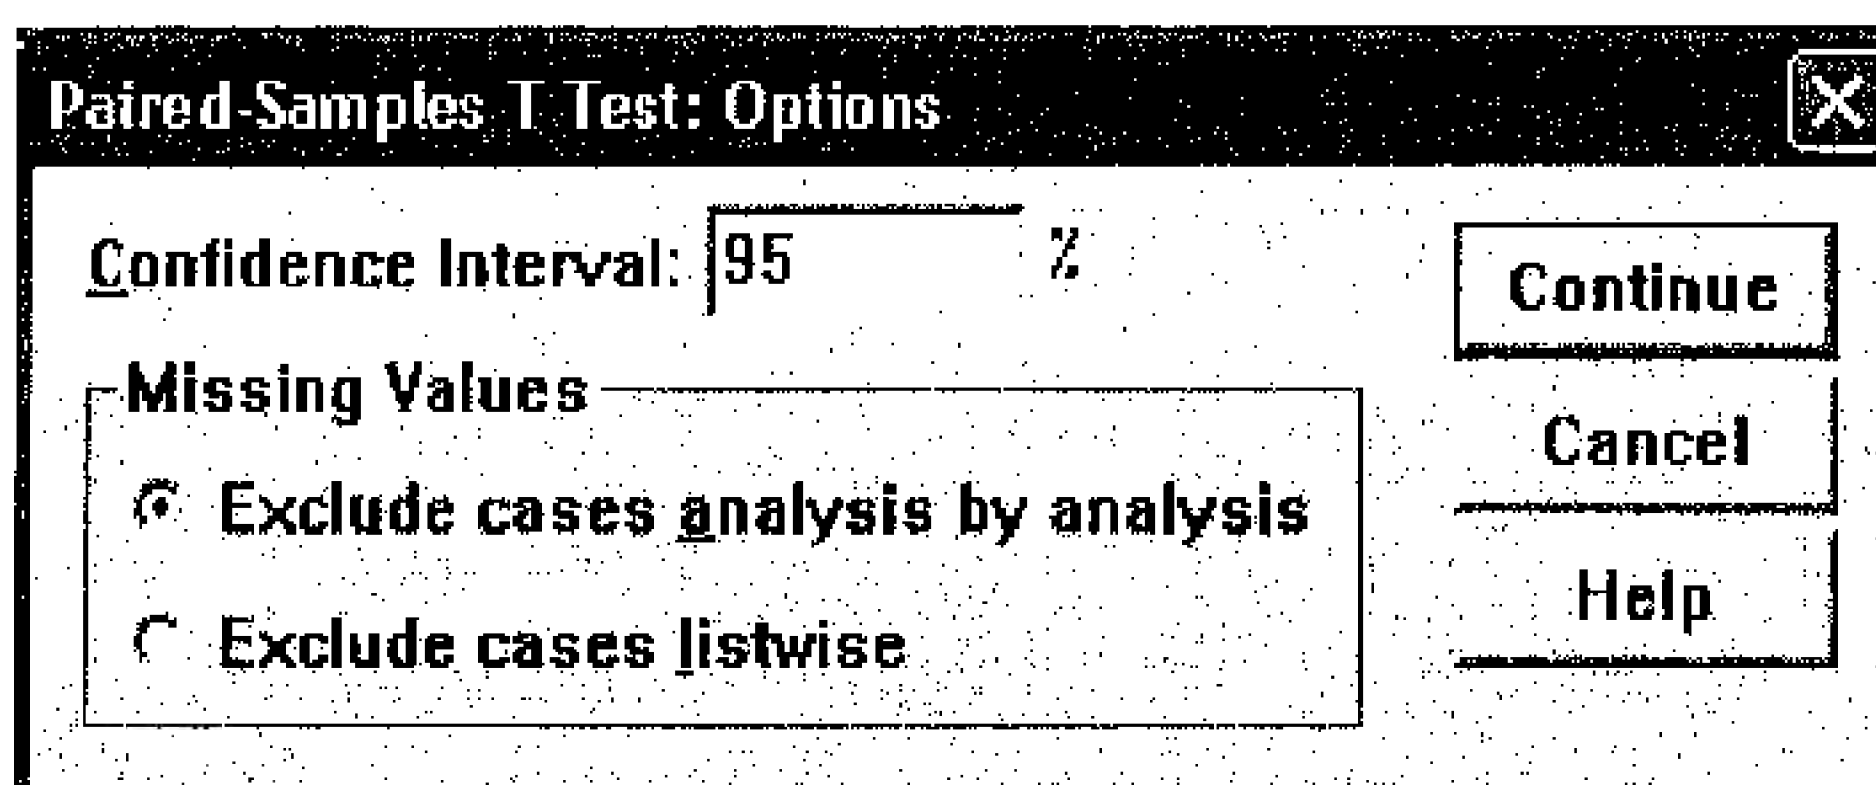 Paired-Samples T Test: Options
Confidence Interval: 95 %
Continue
Missing Values
Cancel
Exclude cases analysis by analysis
Help
Exclude cases listwise